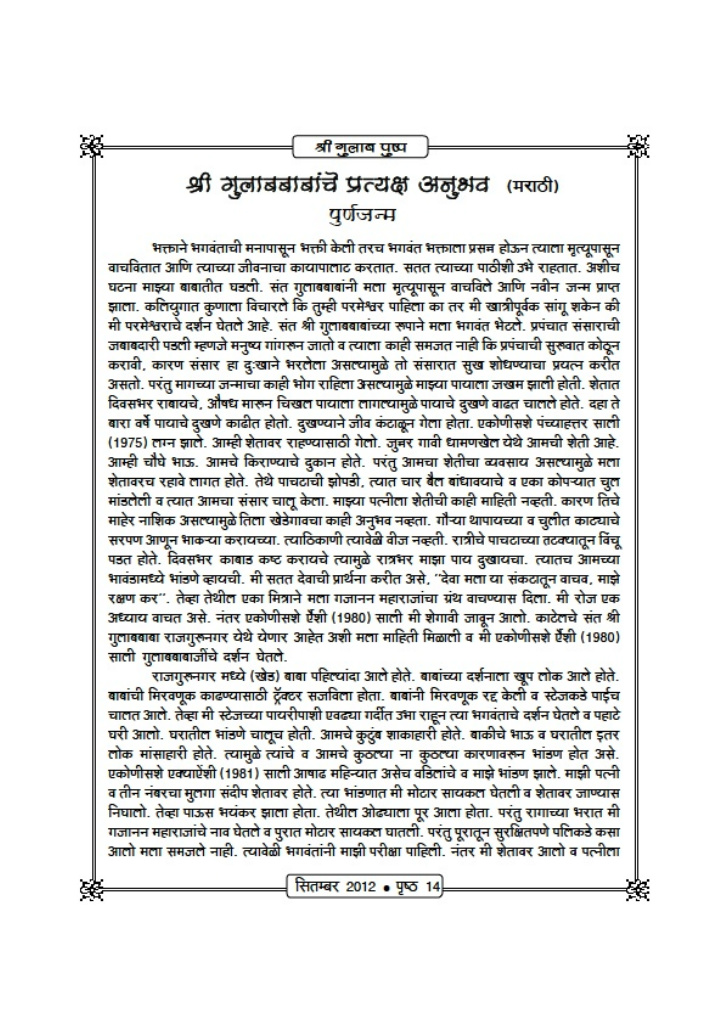 श्री गुलाब पुष्प
श्री गुलाबबाबांचे प्रत्यक्ष अनुभव (मराठी)
पुर्णजन्म
भक्ताने भगवंताची मनापासून भक्ती केली तरच भगवंत भक्ताला प्रसन्न होऊन त्याला मृत्यूपासून
वाचवितात आणि त्याच्या जीवनाचा कायापालाट करतात. सतत त्याच्या पाठीशी उभे राहतात. अशीच
घटना माझ्या बाबातीत घडली. संत गुलाबबाबांनी मला मृत्यूपासून वाचविले आणि नवीन जन्म प्राप्त
झाला. कलियुगात कुणाला विचारले कि तुम्ही परमेश्वर पाहिला का तर मी खात्रीपूर्वक सांगू शकेन की
मी परमेश्वराचे दर्शन घेतले आहे. संत श्री गुलाबबाबांच्या रूपाने मला भगवंत भेटले. प्रपंचात संसाराची
जबाबदारी पडली म्हणजे मनुष्य गांगरून जातो व त्याला काही समजत नाही कि प्रपंचाची सुरुवात कोठून
करावी, कारण संसार हा दुःखाने भरलेला असल्यामुळे तो संसारात सुख शोधण्याचा प्रयत्न करीत
असतो. परंतु मागच्या जन्माचा काही भोग राहिला असल्यामुळे माझ्या पायाला जखम झाली होती. शेतात
दिवसभर राबायचे, औषध मारून चिखल पायाला लागल्यामुळे पायाचे दुखणे वाढत चालले होते. दहा ते
बारा वर्षे पायाचे दुखणे काढीत होतो. दुखण्याने जीव कंटाळून गेला होता. एकोणीसशे पंच्याहत्तर साली
(1975) लग्न झाले. आम्ही शेतावर राहण्यासाठी गेलो. जुन्नर गावी धामणखेल येथे आमची शेती आहे.
आम्ही चौघे भाऊ. आमचे किराण्याचे दुकान होते. परंतु आमचा शेतीचा व्यवसाय असल्यामुळे मला
शेतावरच रहावे लागत होते. तेथे पाचटाची झोपडी, त्यात चार बैल बांधावयाचे व एका कोपऱ्यात चुल
मांडलेली व त्यात आमचा संसार चालू केला. माझ्या पत्नीला शेतीची काही माहिती नव्हती. कारण तिचे
माहेर नाशिक असल्यामुळे तिला खेडेगावचा काही अनुभव नव्हता. गौऱ्या थापायच्या व चुलीत काट्याचे
सरपण आणून भाकऱ्या करायच्या. त्याठिकाणी त्यावेळी वीज नव्हती. रात्रीचे पाचटाच्या तटक्यातून विंचू
पडत होते. दिवसभर काबाड कष्ट करायचे त्यामुळे रात्रभर माझा पाय दुखायचा. त्यातच आमच्या
भावंडामध्ये भांडणे व्हायची. मी सतत देवाची प्रार्थना करीत असे, "देवा मला या संकटातून वाचव, माझे
रक्षण कर". तेव्हा तेथील एका मित्राने मला गजानन महाराजांचा ग्रंथ वाचण्यास दिला. मी रोज एक
अध्याय वाचत असे. नंतर एकोणीसशे ऐंशी (1980) साली मी शेगावी जावून आलो. काटेलचे संत श्री
गुलाबबाबा राजगुरूनगर येथे येणार आहेत अशी मला माहिती मिळाली व मी एकोणीसशे ऐंशी (1980)
साली गुलाबबाबाजींचे दर्शन घेतले.
राजगुरूनगर मध्ये (खेड) बाबा पहिल्यांदा आले होते. बाबांच्या दर्शनाला खूप लोक आले होते.
बाबांची मिरवणूक काढण्यासाठी ट्रॅक्टर सजविला होता. बाबांनी मिरवणूक रद्द केली व स्टेजकडे पाईच
चालत आले. तेव्हा मी स्टेजच्या पायरीपाशी एवढ्या गर्दीत उभा राहून त्या भगवंताचे दर्शन घेतले व पहाटे
घरी आलो. घरातील भांडणे चालूच होती. आमचे कुटुंब शाकाहारी होते. बाकीचे भाऊ व घरातील इतर
लोक मांसाहारी होते. त्यामुळे त्यांचे व आमचे कुठल्या ना कुठल्या कारणावरून भांडण होत असे.
एकोणीसशे एक्याऐंशी (1981) साली आषाढ महिन्यात असेच वडिलांचे व माझे भांडण झाले. माझी पत्नी
व तीन नंबरचा मुलगा संदीप शेतावर होते. त्या भांडणात मी मोटार सायकल घेतली व शेतावर जाण्यास
निघालो. तेव्हा पाऊस भयंकर झाला होता. तेथील ओढ्याला पूर आला होता. परंतु रागाच्या भरात मी
गजानन महाराजांचे नाव घेतले व पुरात मोटार सायकल घातली. परंतु पूरातून सुरक्षितपणे पलिकडे कसा
आलो मला समजले नाही. त्यावेळी भगवंतांनी माझी परीक्षा पाहिली. नंतर मी शेतावर आलो व पत्नीला
सितम्बर 2012 ● पृष्ठ 14